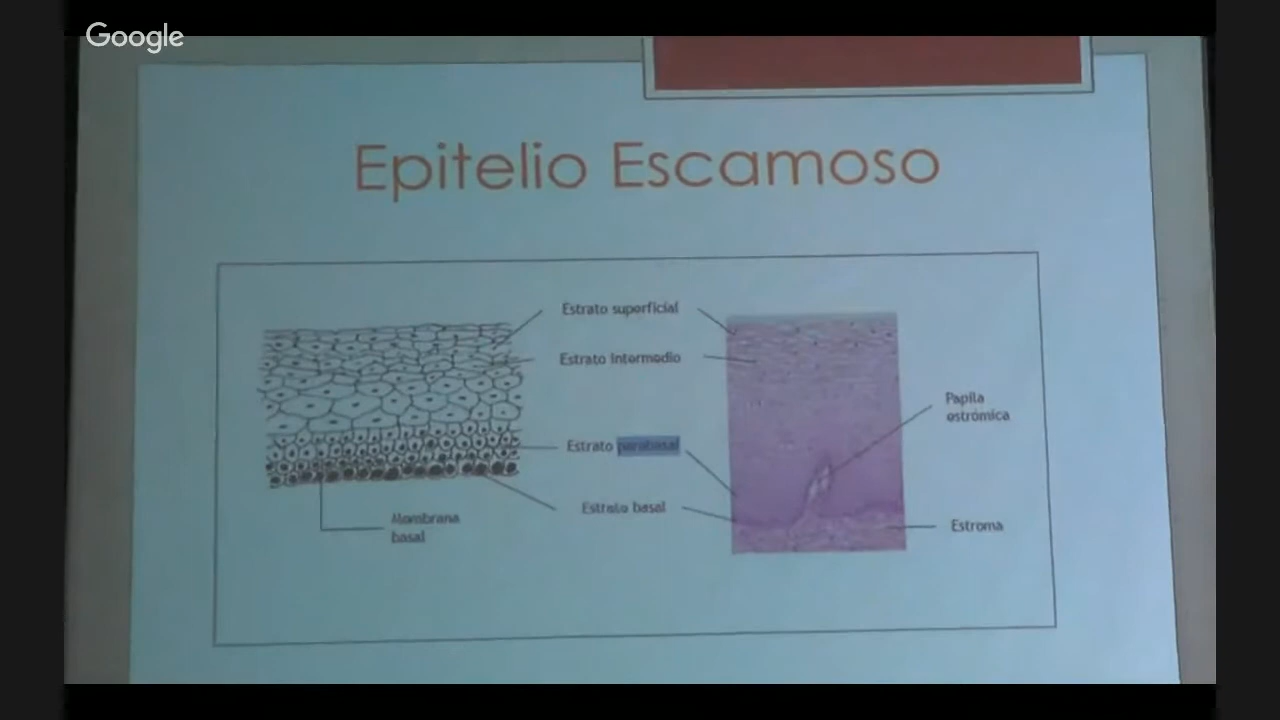 Google
Epitelio Escamoso
Estrato superficial
Estrato Intermedio
Papila
estrómica
Estrato parabasal
Estrato basal
Membrana
basal
Estroma